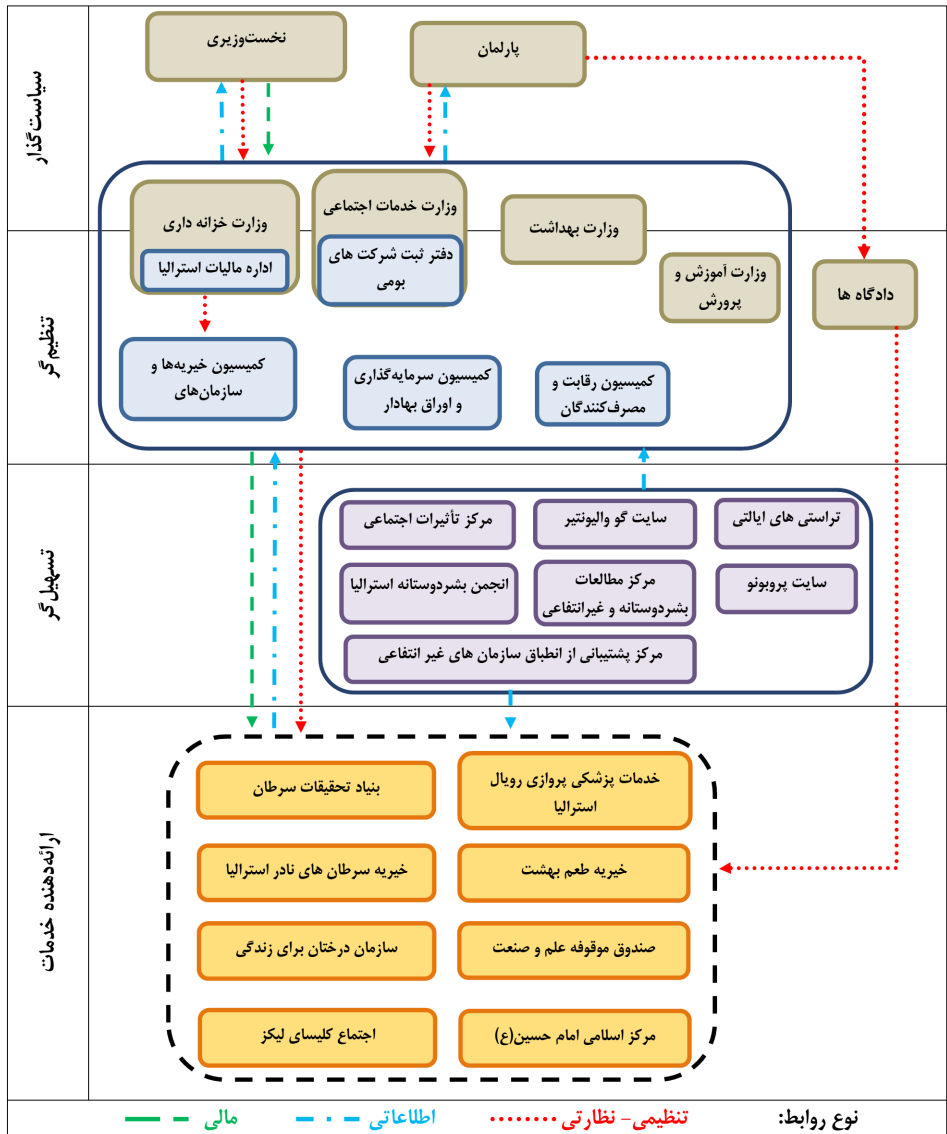 سیاست‌گذار
نخست‌وزیری
پارلمان
وزارت خزانه داری
وزارت خدمات اجتماعی
وزارت بهداشت
تنظیم‌گر
اداره مالیات استرالیا
دفتر ثبت شرکت های
بومی
وزارت آموزش و
پرورش
دادگاه ها
کمیسیون خیریه‌ها و
سازمان‌های
کمیسیون سرمایه‌گذاری
و اوراق بهادار
کمیسیون رقابت و
مصرف‌کنندگان
تسهیل‌گر
تراستی های ایالتی
سایت گو والیونتیر
مرکز تأثیرات اجتماعی
سایت پروبونو
مرکز مطالعات
بشردوستانه و غیرانتفاعی
انجمن بشردوستانه استرالیا
مرکز پشتیبانی از انطباق سازمان های غیر انتفاعی
ارائه‌دهنده خدمات
خدمات پزشکی پروازی رویال
استرالیا
بنیاد تحقیقات سرطان
خیریه طعم بهشت
خیریه سرطان های نادر استرالیا
صندوق موقوفه علم و صنعت
سازمان درختان برای زندگی
مرکز اسلامی امام حسین(ع)
اجتماع کلیسای لیکز
نوع روابط:
تنظیمی- نظارتی
اطلاعاتی
مالی